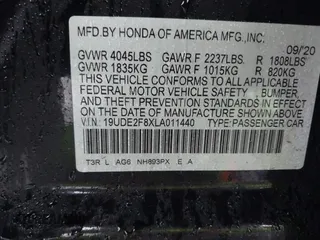 MFD.BY HONDA OF AMERICA MFG.,INC.
09/20
GVWR 4045LBS GAWR F 2237LBS. R 1808LBS
GVWR 1835KG GAWR F 1015KG R 820KG
THIS VEHICLE CONFORMS TO ALL APPLICABLE
FEDERAL MOTOR VEHICLE SAFETY, BUMPER, AND
THEFT PREVENTION STANDARDS IN EFFECT ON THE
DATE OF MANUFACTURE SHOWN ABOVE.
VIN: 19UDE2F8XLA011440 TYPE:PASSENGER CAR
T3R L AG6 NH893PX E A